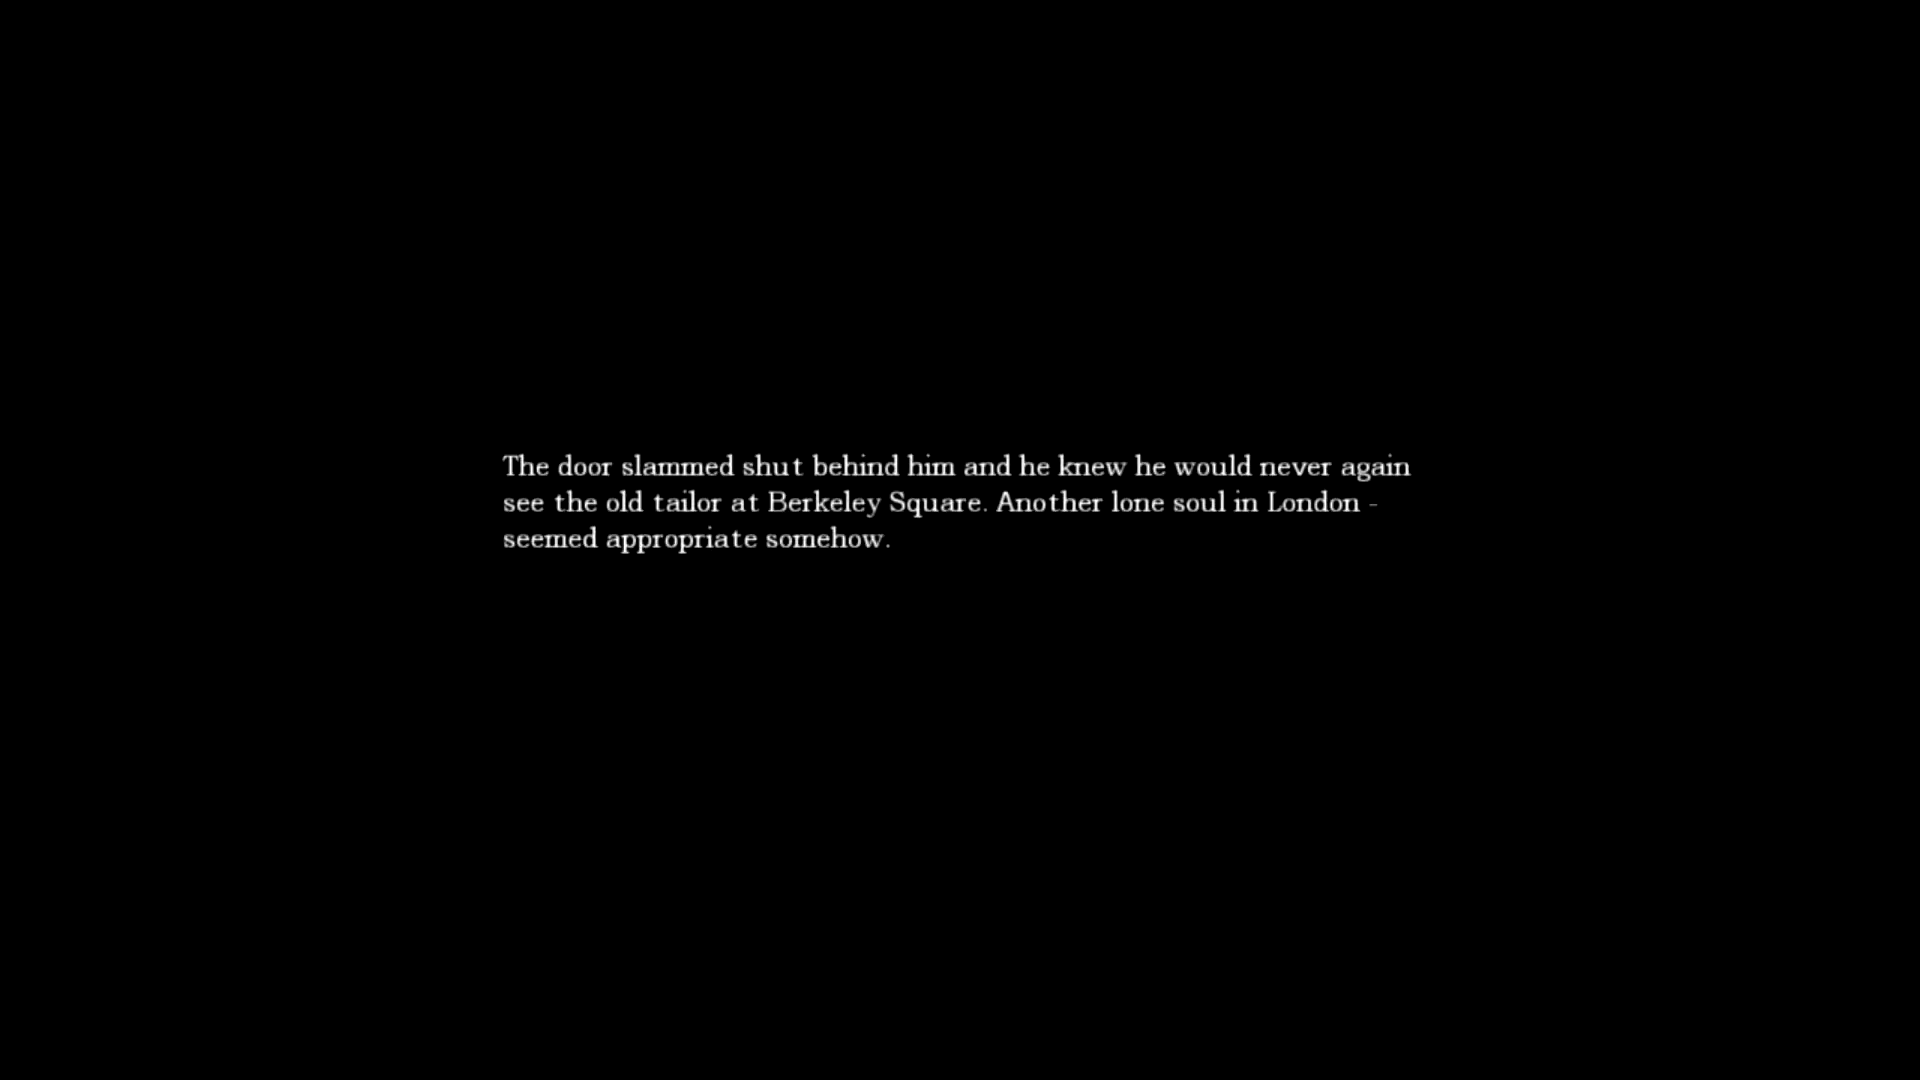 The door slammed shut behind him and he knew he would never again
see the old tailor at Berkeley Square. Another lone soul in London -
seemed appropriate somehow.